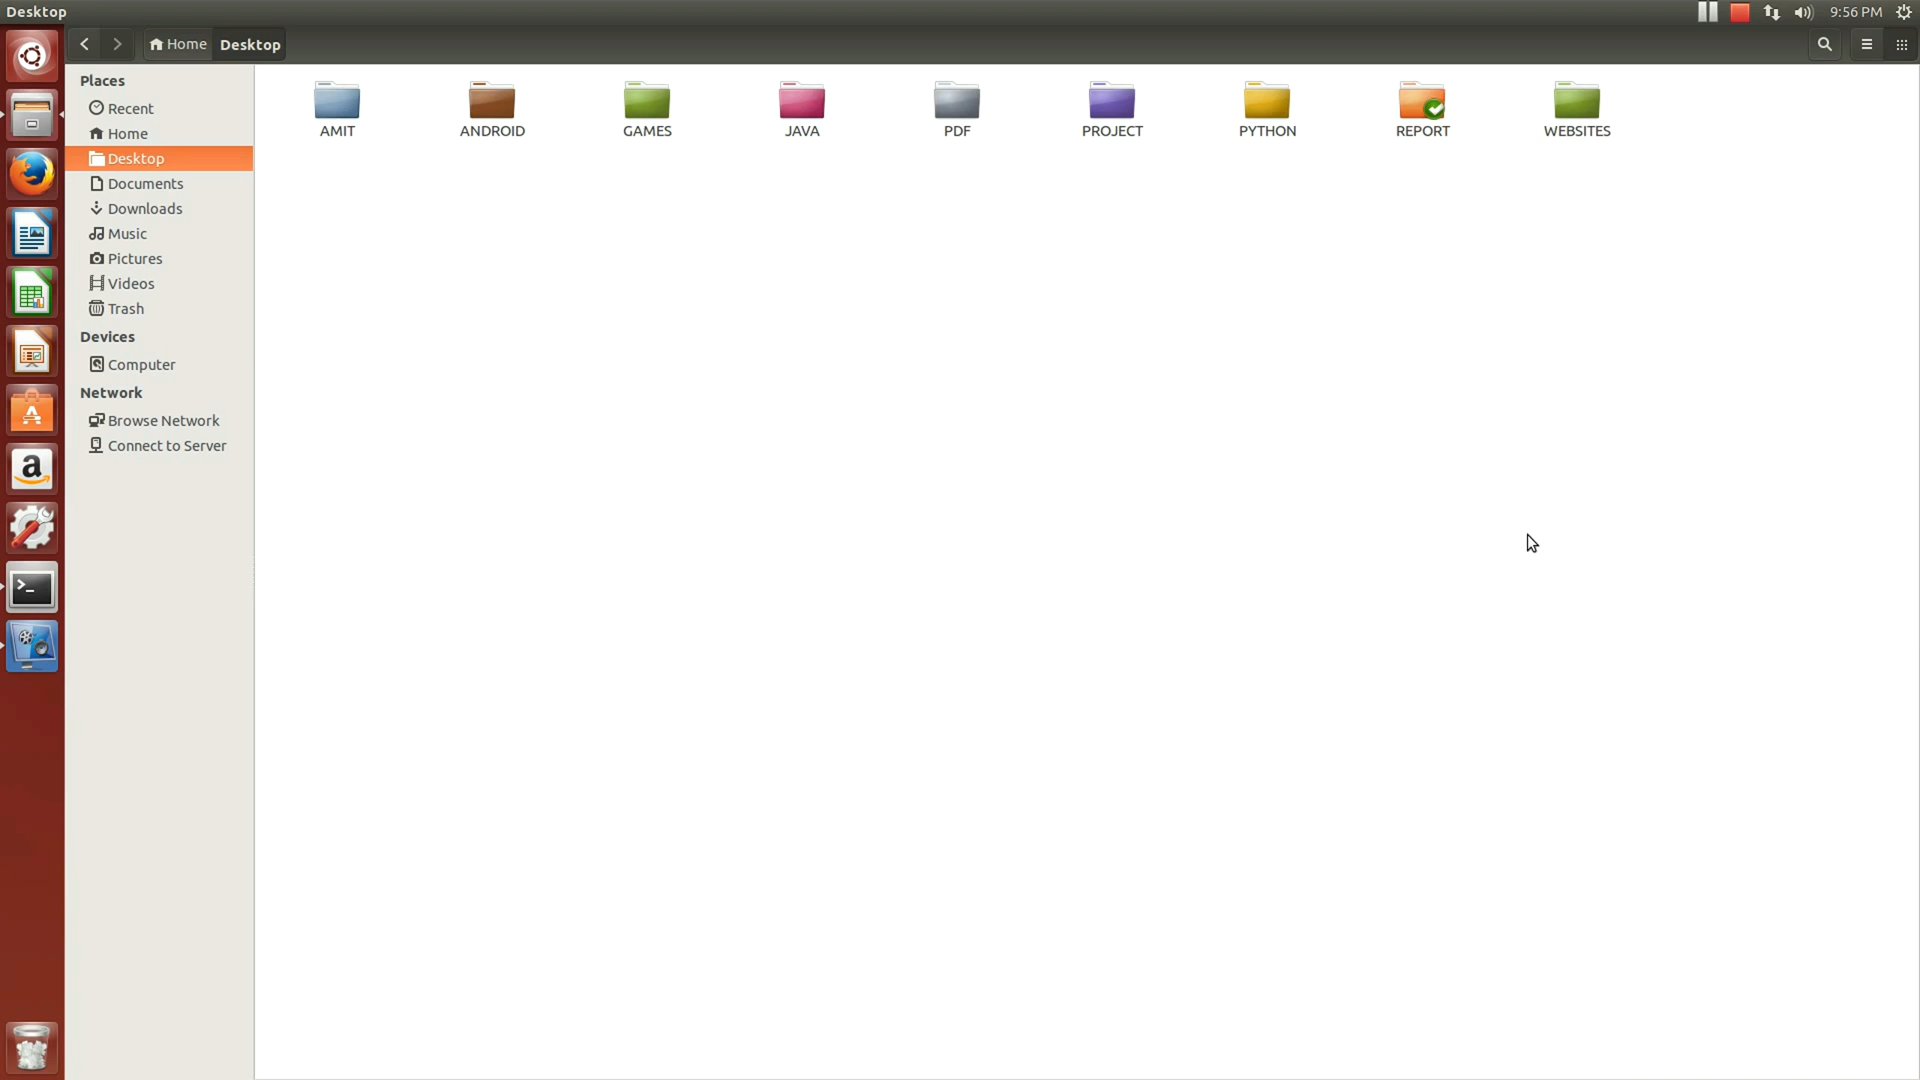 Desktop
9:56 PM
Home Desktop
Places
Recent
Home
Desktop
Documents
Downloads
Music
Pictures
Videos
Trash
Devices
Computer
Network
Browse Network
Connect to Server
AMIT ANDROID GAMES JAVA PDF PROJECT PYTHON REPORT WEBSITES